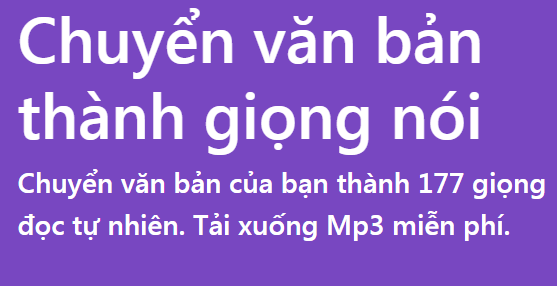 Chuyển văn bản
thành giọng nói
Chuyển văn bản của bạn thành 177 giọng
đọc tự nhiên. Tải xuống Mp3 miễn phí.